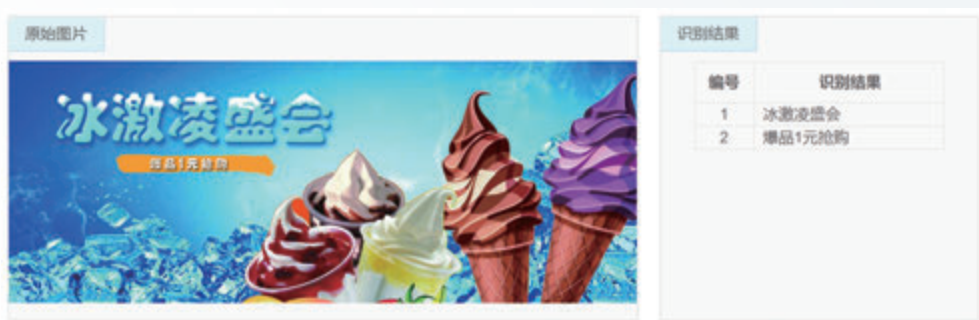 原始图片
冰激凌盛会
爆品1元抢购
识别结果
编号 识别结果
1 冰激凌盛会
2 爆品1元抢购